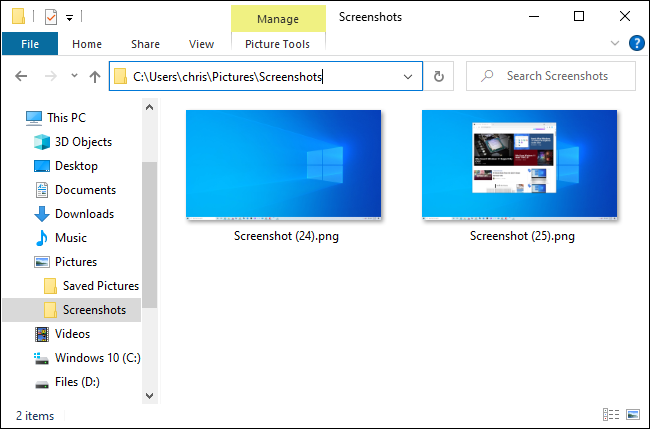 Manage
Screenshots
File
Home
Share
View
Picture Tools
C:\Users\chris\Pictures\Screenshots
Search Screenshots
This PC
3D Objects
Desktop
Documents
Downloads
Music
Pictures
Saved Pictures
Screenshots
Videos
Windows 10 (C:)
Files (D:)
Screenshot (24).png
Screenshot (25).png
2 items